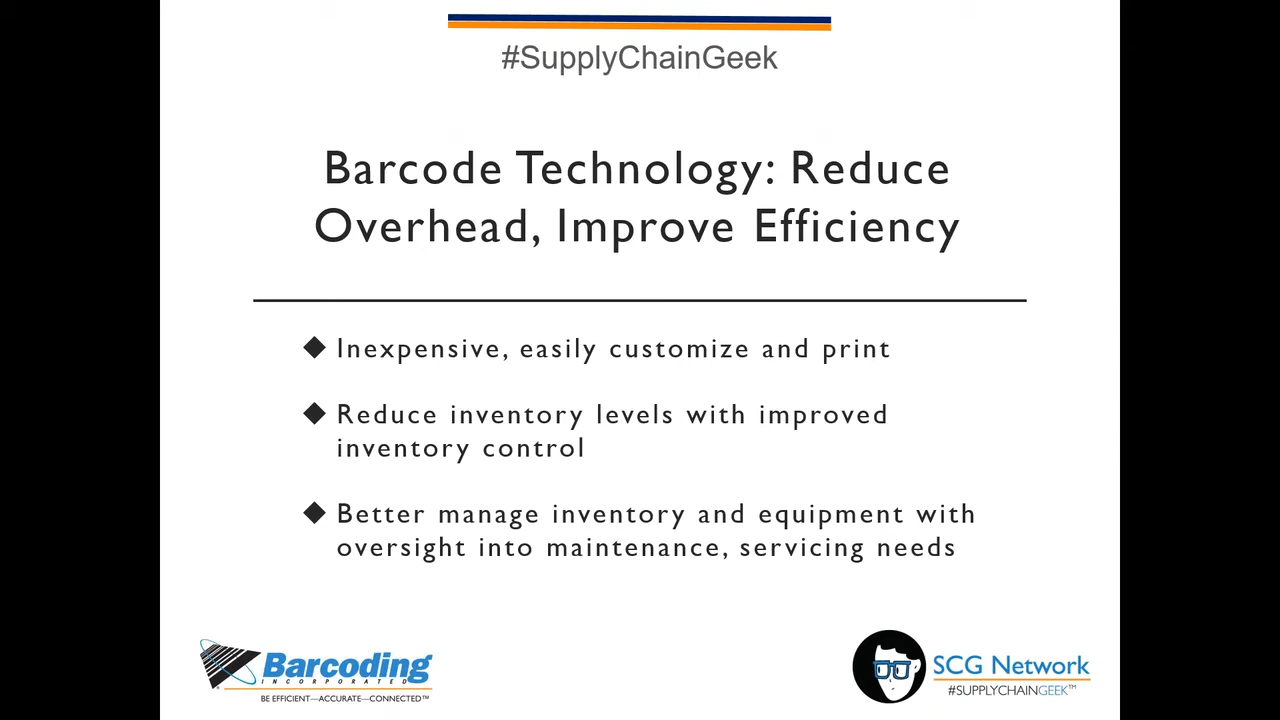 #SupplyChainGeek
Barcode Technology: Reduce
Overhead, Improve Efficiency
◆ Inexpensive, easily customize and print
◆ Reduce inventory levels with improved
inventory control
◆ Better manage inventory and equipment with
oversight into maintenance, servicing needs
Barcoding
INCORPORATED
BE EFFICIENT—ACCURATE—CONNECTED™
SCG Network
#SUPPLYCHAINGEEK™